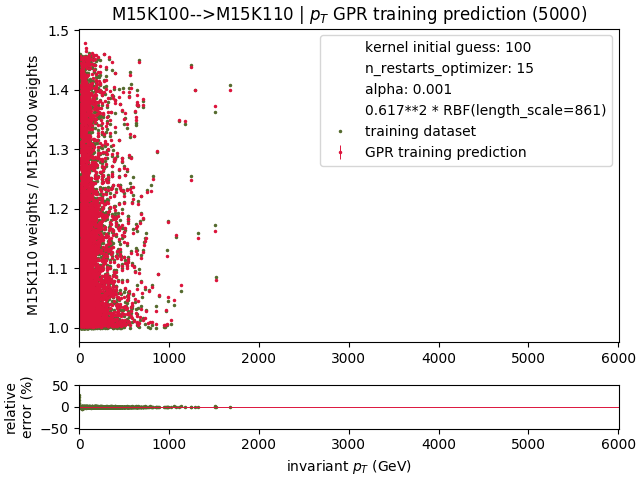 M15K100-->M15K110 | $p_T$ GPR training prediction (5000)
kernel initial guess: 100
n_restarts_optimizer: 15
alpha: 0.001
0.617**2 * RBF(length_scale=861)
training dataset
GPR training prediction
M15K110 weights / M15K100 weights
1.5
1.4
1.3
1.2
1.1
1.0
0 1000 2000 3000 4000 5000 6000
relative
error (%)
50
0
−50
0 1000 2000 3000 4000 5000 6000
invariant $p_T$ (GeV)